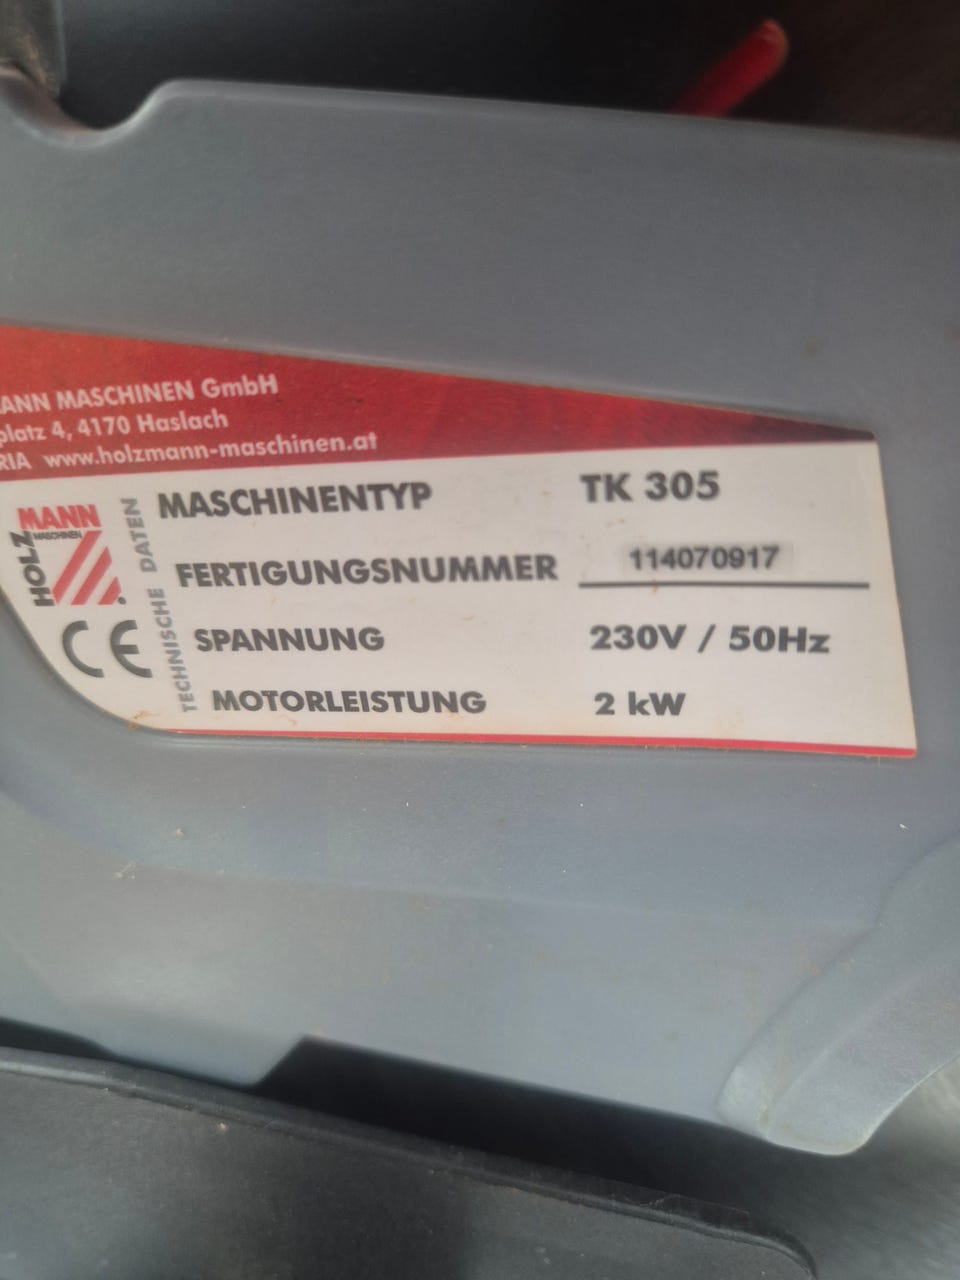 ANN MASCHINEN GmbH
platz 4, 4170 Haslach
RIA www.holzmann-maschinen.at
HOLZ
MANN
MASCHINEN
TECHNISCHE DATEN
MASCHINENTYP TK 305
FERTIGUNGSNUMMER 114070917
SPANNUNG 230V / 50Hz
MOTORLEISTUNG 2 kW
CE